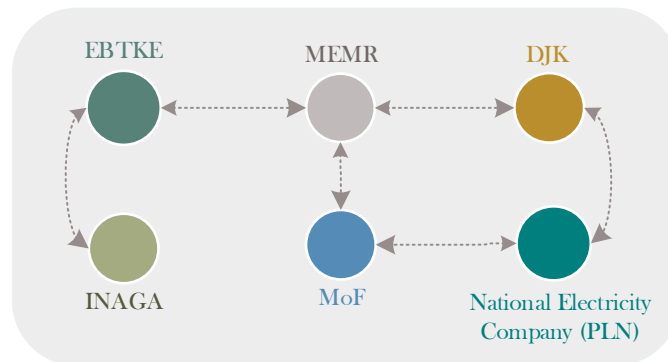 EBTKE
MEMR
DJK
INAGA
MoF
National Electricity
Company (PLN)